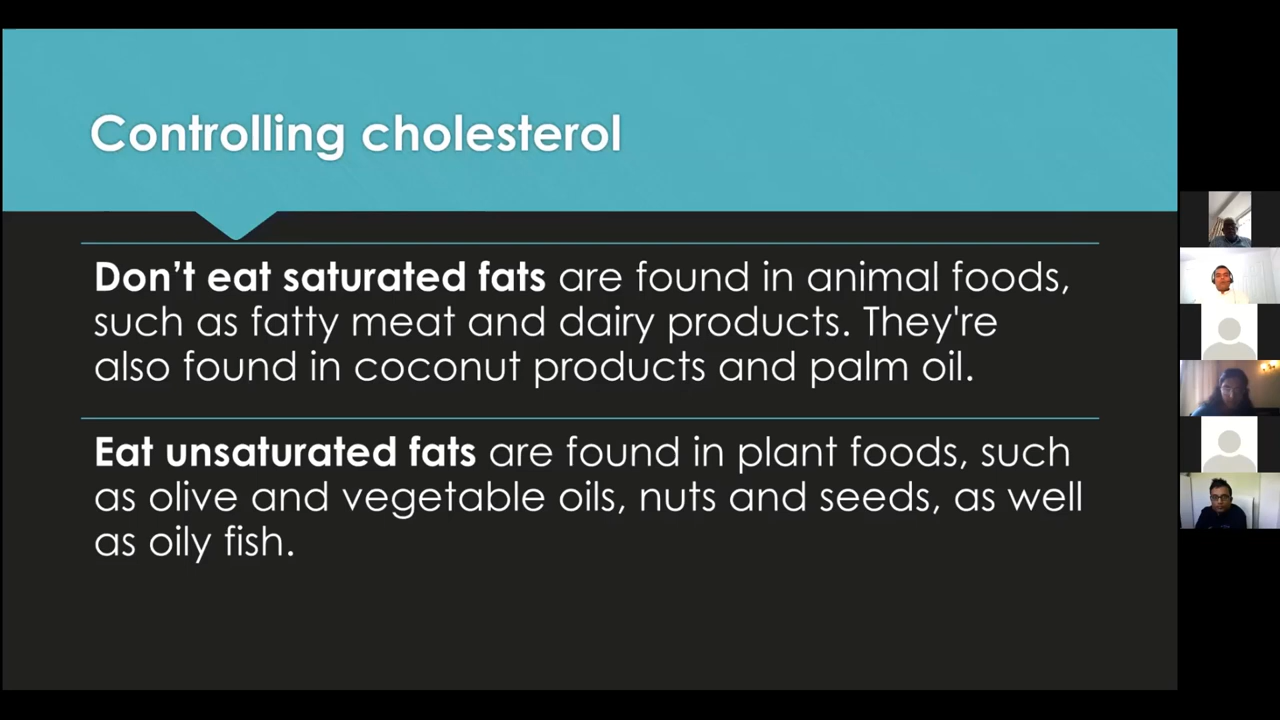 Controlling cholesterol
Don’t eat saturated fats are found in animal foods,
such as fatty meat and dairy products. They're
also found in coconut products and palm oil.
Eat unsaturated fats are found in plant foods, such
as olive and vegetable oils, nuts and seeds, as well
as oily fish.